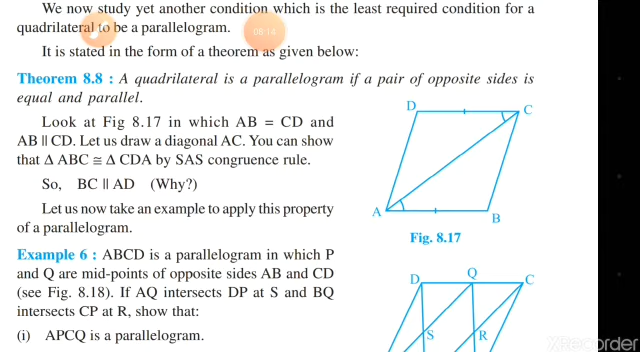 We now study yet another condition which is the least required condition for a
quadrilateral to be a parallelogram.
08:14
It is stated in the form of a theorem as given below:
Theorem 8.8 : A quadrilateral is a parallelogram if a pair of opposite sides is
equal and parallel.
Look at Fig 8.17 in which AB = CD and
AB || CD. Let us draw a diagonal AC. You can show
that Δ ABC ≅ Δ CDA by SAS congruence rule.
So, BC || AD (Why?)
Let us now take an example to apply this property
of a parallelogram.
D
C
A
B
Fig. 8.17
Example 6 : ABCD is a parallelogram in which P
and Q are mid-points of opposite sides AB and CD
(see Fig. 8.18). If AQ intersects DP at S and BQ
intersects CP at R, show that:
(i) APCQ is a parallelogram.
D
Q
C
S
R
XRecorder